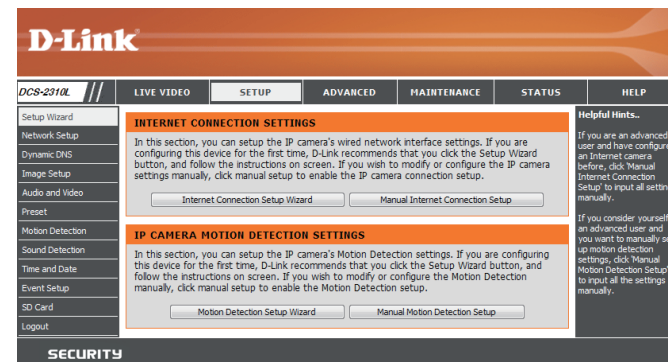 D-Link
DCS-2310L
LIVE VIDEO
SETUP
ADVANCED
MAINTENANCE
STATUS
HELP
Setup Wizard
Network Setup
Dynamic DNS
Image Setup
Audio and Video
Preset
Motion Detection
Sound Detection
Time and Date
Event Setup
SD Card
Logout
INTERNET CONNECTION SETTINGS
In this section, you can setup the IP camera's wired network interface settings. If you are
configuring this device for the first time, D-Link recommends that you click the Setup Wizard
button, and follow the instructions on screen. If you wish to modify or configure the IP camera
settings manually, click manual setup to enable the IP camera connection setup.
Internet Connection Setup Wizard
Manual Internet Connection Setup
IP CAMERA MOTION DETECTION SETTINGS
In this section, you can setup the IP camera's Motion Detection settings. If you are configuring
this device for the first time, D-Link recommends that you click the Setup Wizard button, and
follow the instructions on screen. If you wish to modify or configure the Motion Detection
manually, click manual setup to enable the Motion Detection setup.
Motion Detection Setup Wizard
Manual Motion Detection Setup
Helpful Hints..
If you are an advanced
user and have configure
an Internet camera
before, click 'Manual
Internet Connection
Setup' to input all settin
manually.
If you consider yourself
an advanced user and
you want to manually se
up motion detection
settings, click 'Manual
Motion Detection Setup'
to input all the settings
manually.
SECURITY